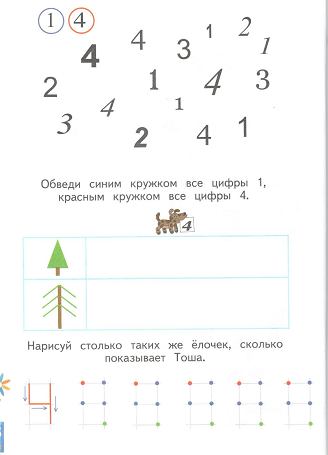 1 4
4 4 3 1 2 1
2 1 4 3
3 4 1
2 4 1
Обведи синим кружком все цифры 1,
красным кружком все цифры 4.
4
Нарисуй столько таких же ёлочек, сколько
показывает Тоша.